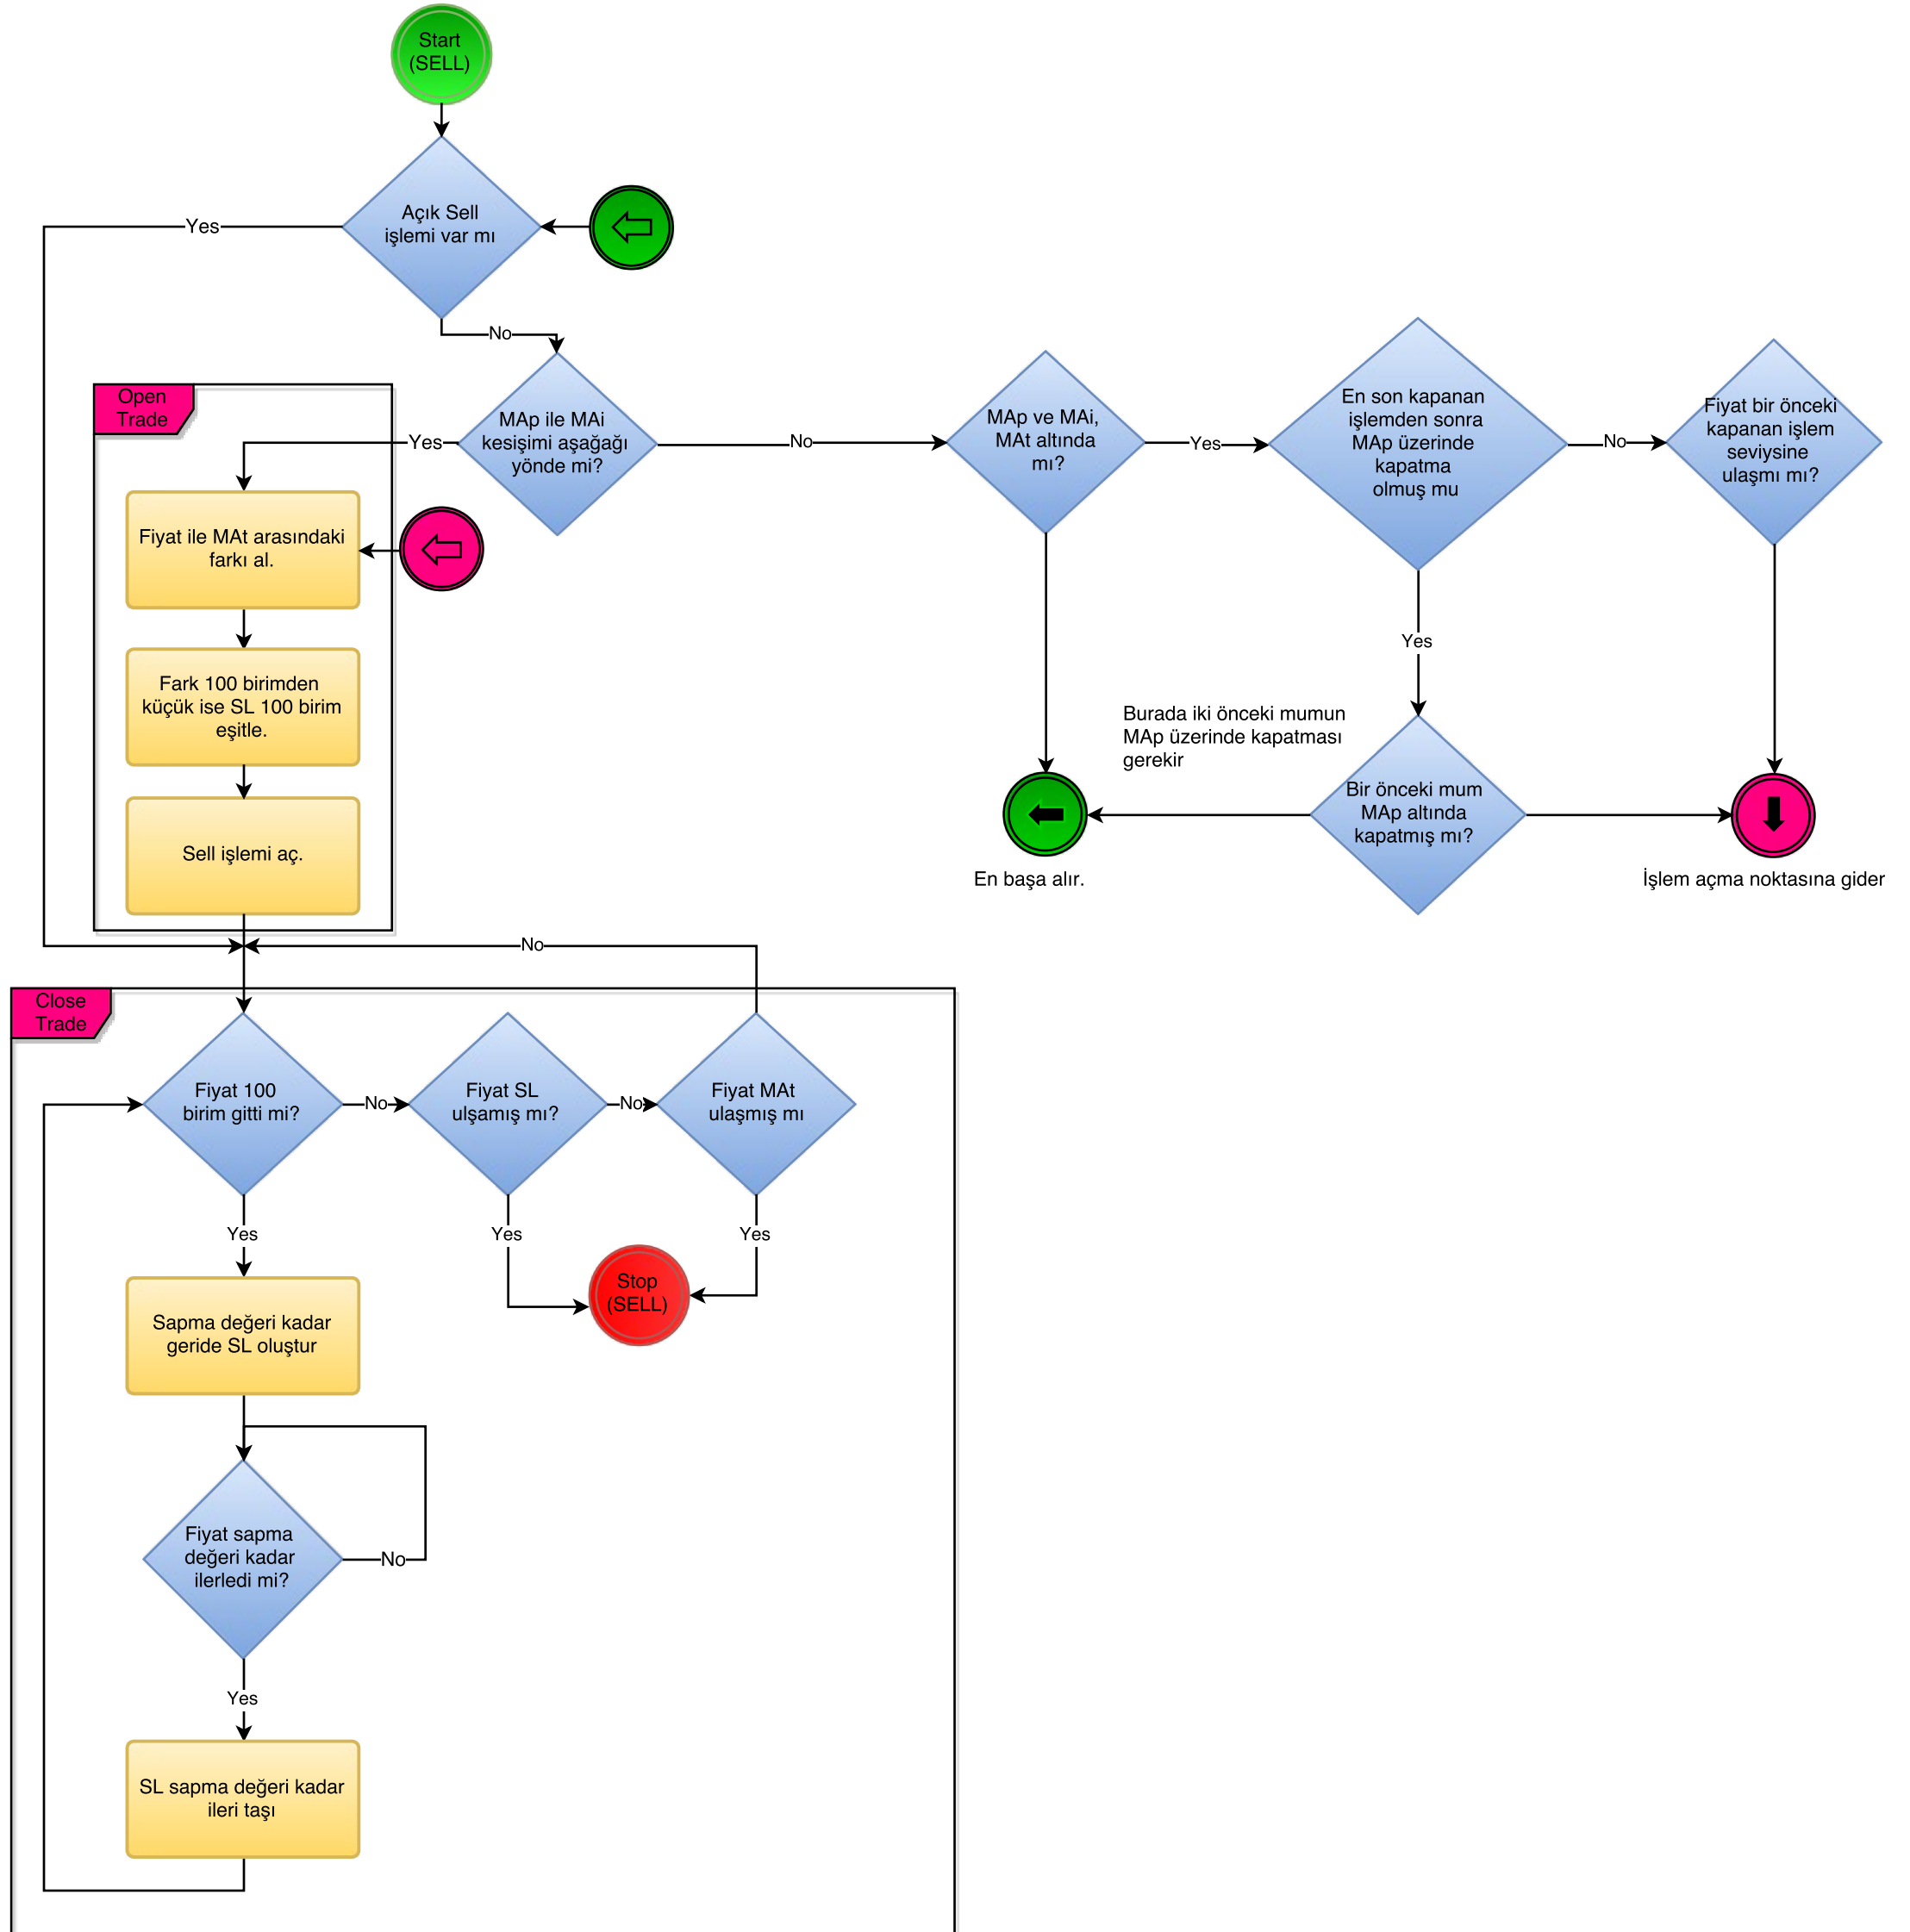 Start
(SELL)
Açık Sell
işlemi var mı
Yes
No
Open
Trade
MAp ile MAi
kesişimi aşağağı
yönde mi?
Yes
No
MAp ve MAi,
MAt altında
mı?
Yes
En son kapanan
işlemden sonra
MAp üzerinde
kapatma
olmuş mu
No
Fiyat bir önceki
kapanan işlem
seviysine
ulaşmı mı?
Fiyat ile MAt arasındaki
farkı al.
Fark 100 birimden
küçük ise SL 100 birim
eşitle.
Sell işlemi aç.
Yes
Burada iki önceki mumun
MAp üzerinde kapatması
gerekir
Bir önceki mum
MAp altında
kapatmış mı?
En başa alır.
İşlem açma noktasına gider
No
Close
Trade
Fiyat 100
birim gitti mi?
No
Fiyat SL
ulşamış mı?
No
Fiyat MAt
ulaşmış mı
Yes
Yes
Yes
Stop
(SELL)
Sapma değeri kadar
geride SL oluştur
Fiyat sapma
değeri kadar
ilerledi mi?
No
Yes
SL sapma değeri kadar
ileri taşı